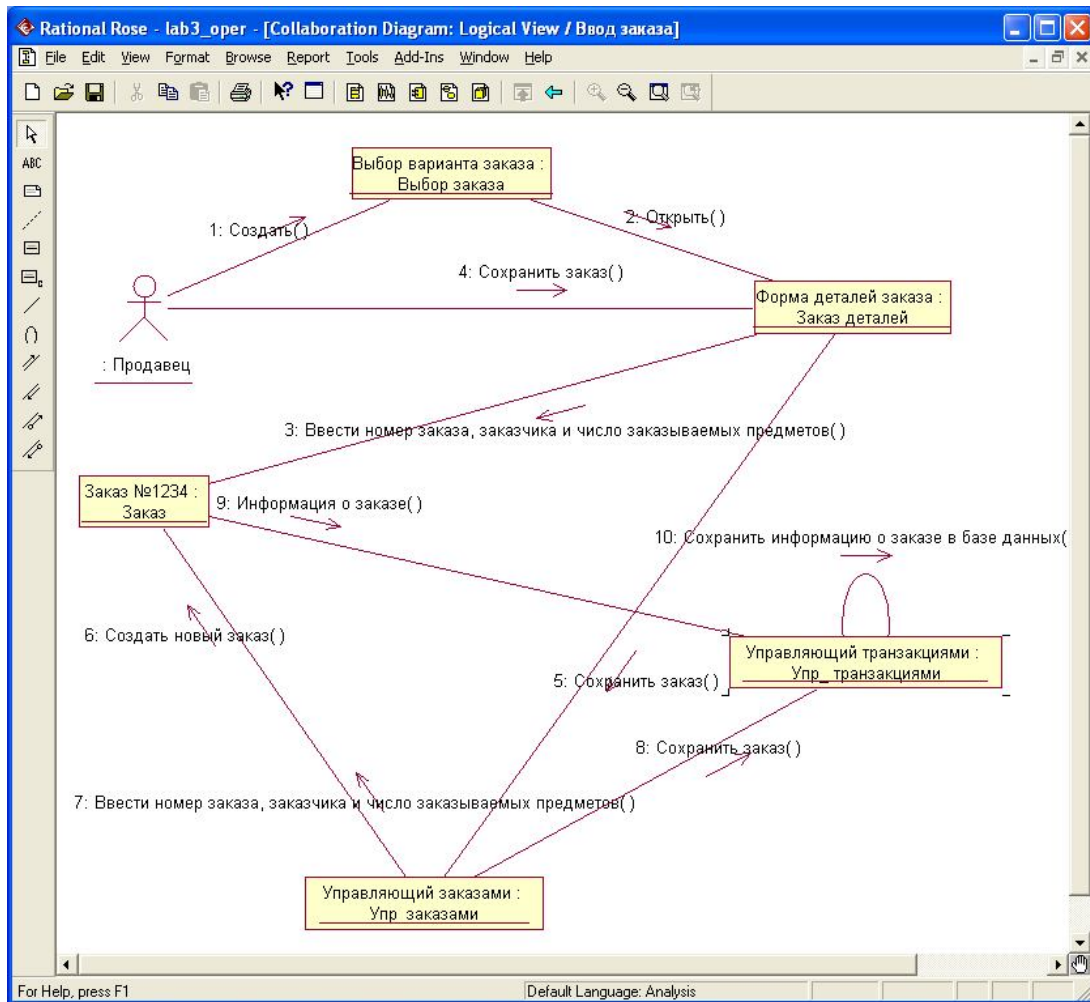 Rational Rose - lab3_oper - [Collaboration Diagram: Logical View / Ввод заказа]
File Edit View Format Browse Report Tools Add-Ins Window Help
ABC
Выбор варианта заказа :
Выбор заказа
1: Создать( )
2: Открыть( )
4: Сохранить заказ( )
Форма деталей заказа :
Заказ деталей
: Продавец
3: Ввести номер заказа, заказчика и число заказываемых предметов( )
Заказ №1234 :
Заказ
9: Информация о заказе( )
10: Сохранить информацию о заказе в базе данных(
6: Создать новый заказ( )
Управляющий транзакциями :
Упр_ транзакциями
5: Сохранить заказ( )
8: Сохранить заказ( )
7: Ввести номер заказа, заказчика и число заказываемых предметов( )
Управляющий заказами :
Упр_заказами
For Help, press F1
Default Language: Analysis